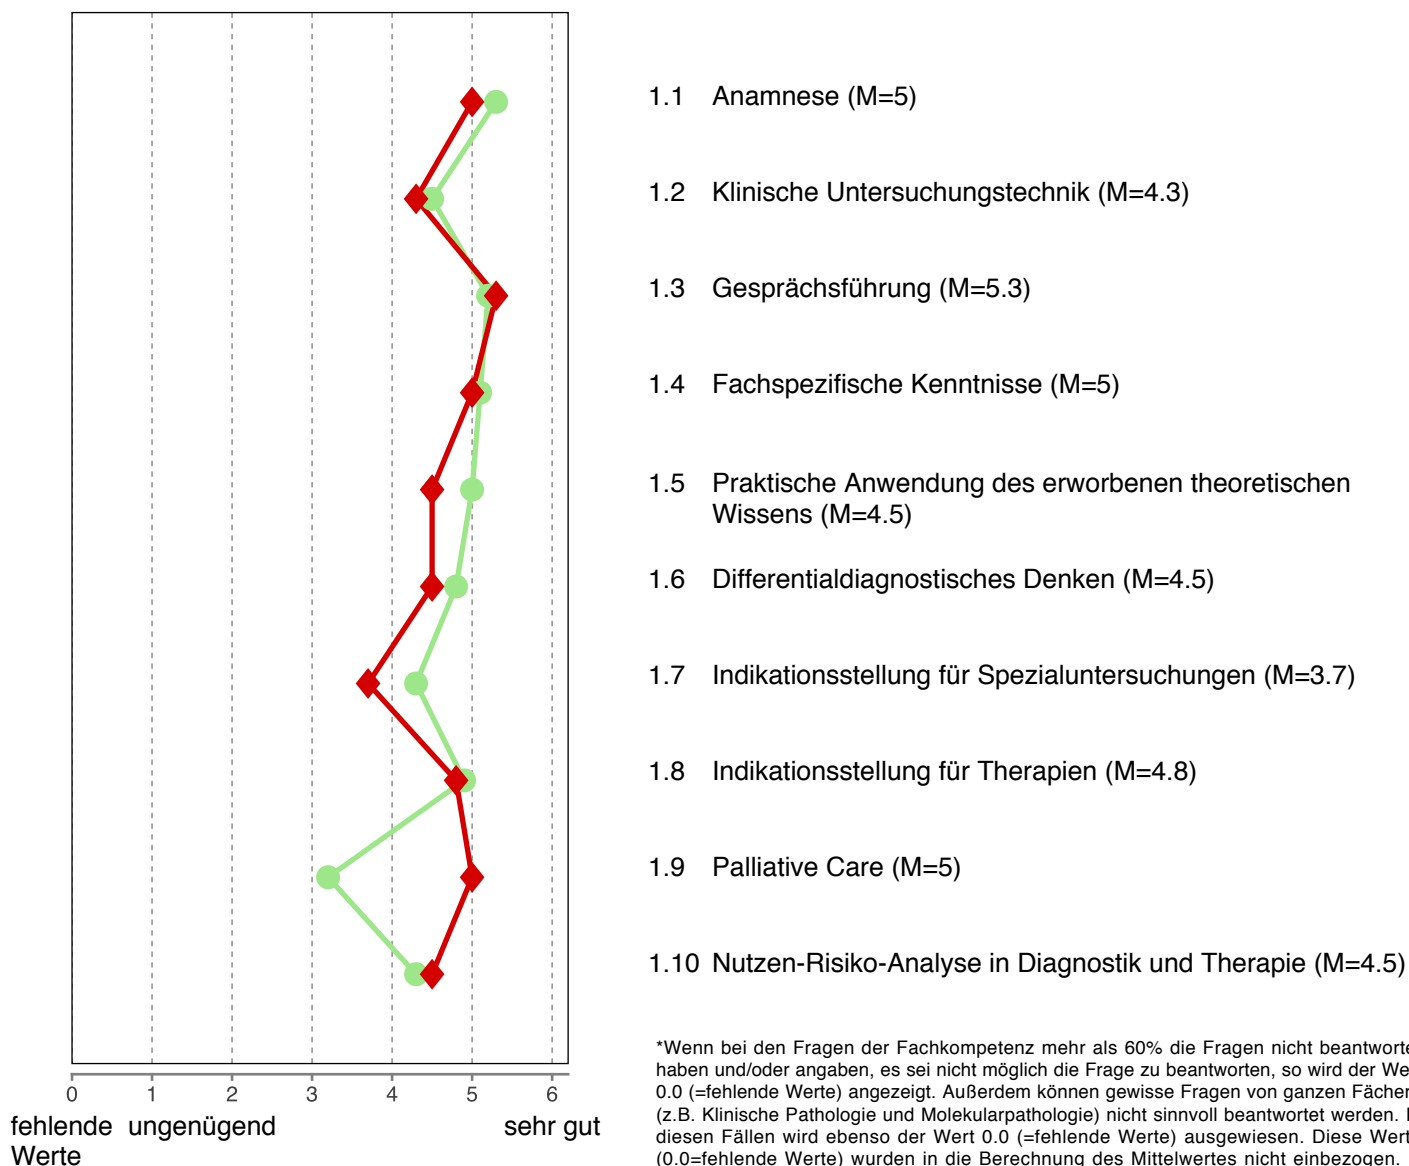 1.1 Anamnese (M=5)
1.2 Klinische Untersuchungstechnik (M=4.3)
1.3 Gesprächsführung (M=5.3)
1.4 Fachspezifische Kenntnisse (M=5)
1.5 Praktische Anwendung des erworbenen theoretischen
Wissens (M=4.5)
1.6 Differentialdiagnostisches Denken (M=4.5)
1.7 Indikationsstellung für Spezialuntersuchungen (M=3.7)
1.8 Indikationsstellung für Therapien (M=4.8)
1.9 Palliative Care (M=5)
1.10 Nutzen-Risiko-Analyse in Diagnostik und Therapie (M=4.5)
0 1 2 3 4 5 6
fehlende ungenügend sehr gut
Werte
*Wenn bei den Fragen der Fachkompetenz mehr als 60% die Fragen nicht beantworte
haben und/oder angaben, es sei nicht möglich die Frage zu beantworten, so wird der We
0.0 (=fehlende Werte) angezeigt. Außerdem können gewisse Fragen von ganzen Fächer
(z.B. Klinische Pathologie und Molekularpathologie) nicht sinnvoll beantwortet werden.
diesen Fällen wird ebenso der Wert 0.0 (=fehlende Werte) ausgewiesen. Diese Wert
(0.0=fehlende Werte) wurden in die Berechnung des Mittelwertes nicht einbezogen.